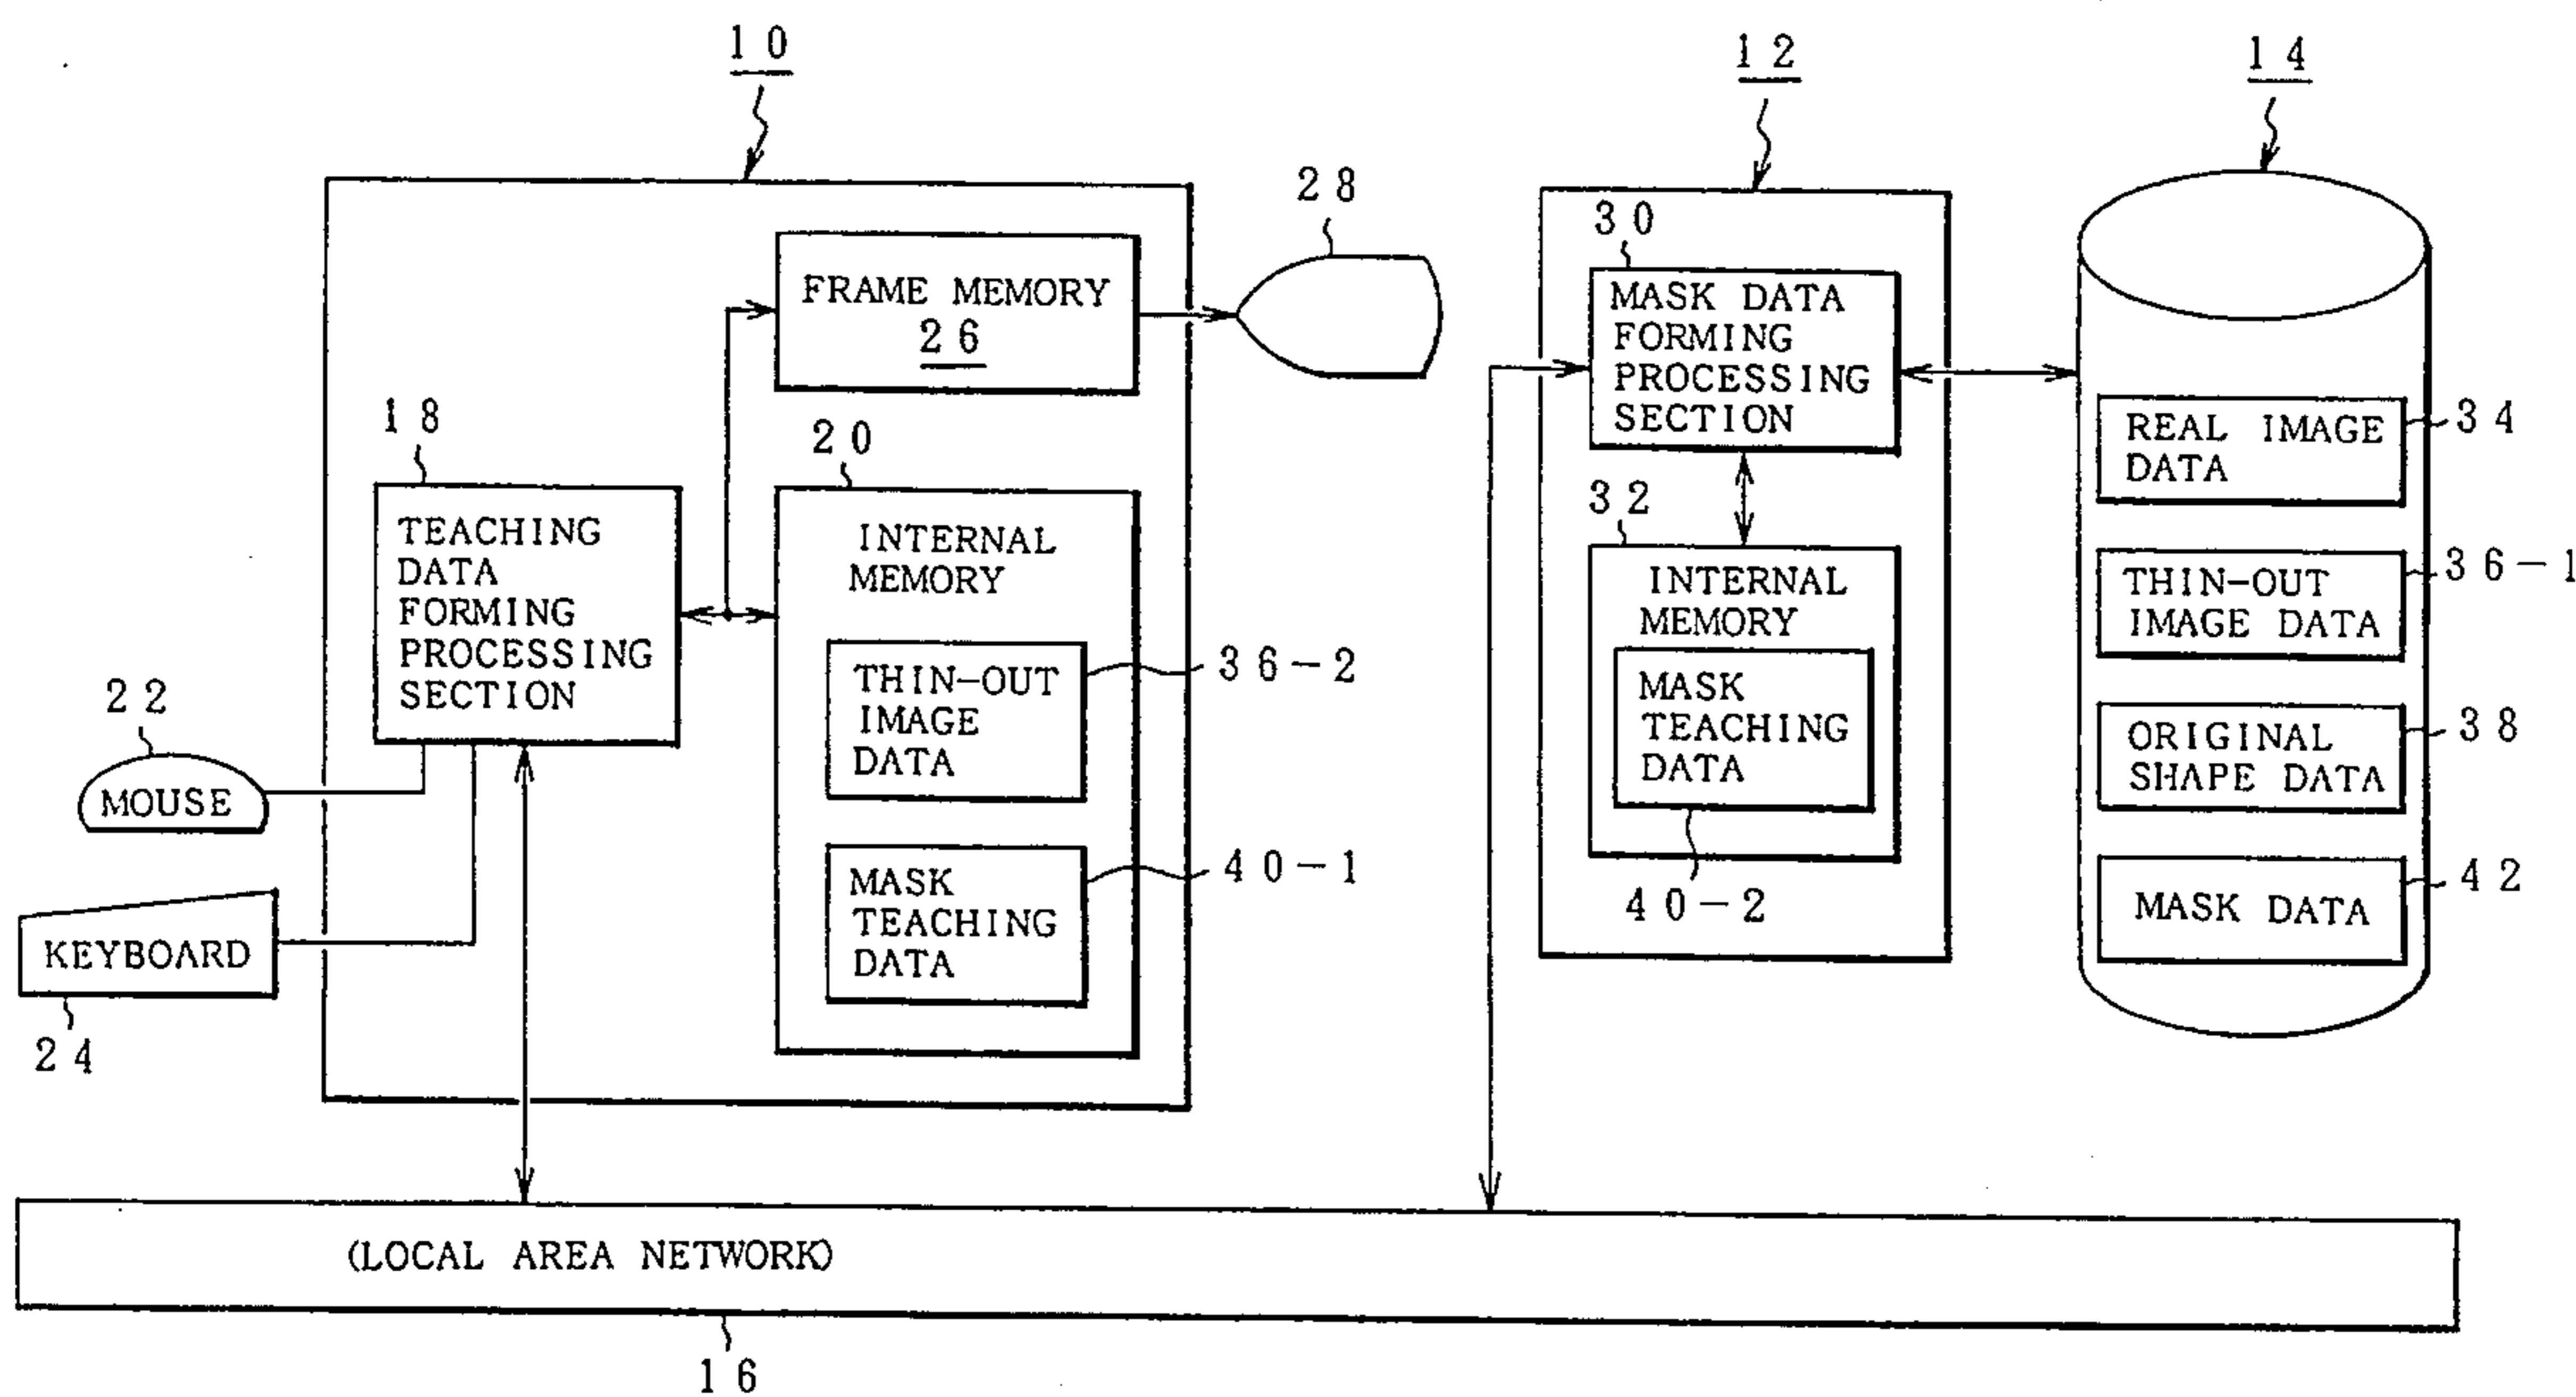 10
12
14
28
30
FRAME MEMORY
26
MASK DATA
FORMING
PROCESSING
SECTION
18
20
34
REAL IMAGE
DATA
TEACHING
DATA
FORMING
PROCESSING
SECTION
INTERNAL
MEMORY
32
INTERNAL
MEMORY
36-1
THIN-OUT
IMAGE DATA
36-2
THIN-OUT
IMAGE
DATA
MASK
TEACHING
DATA
38
ORIGINAL
SHAPE DATA
22
MOUSE
40-1
MASK
TEACHING
DATA
40-2
42
MASK DATA
KEYBOARD
24
(LOCAL AREA NETWORK)
16